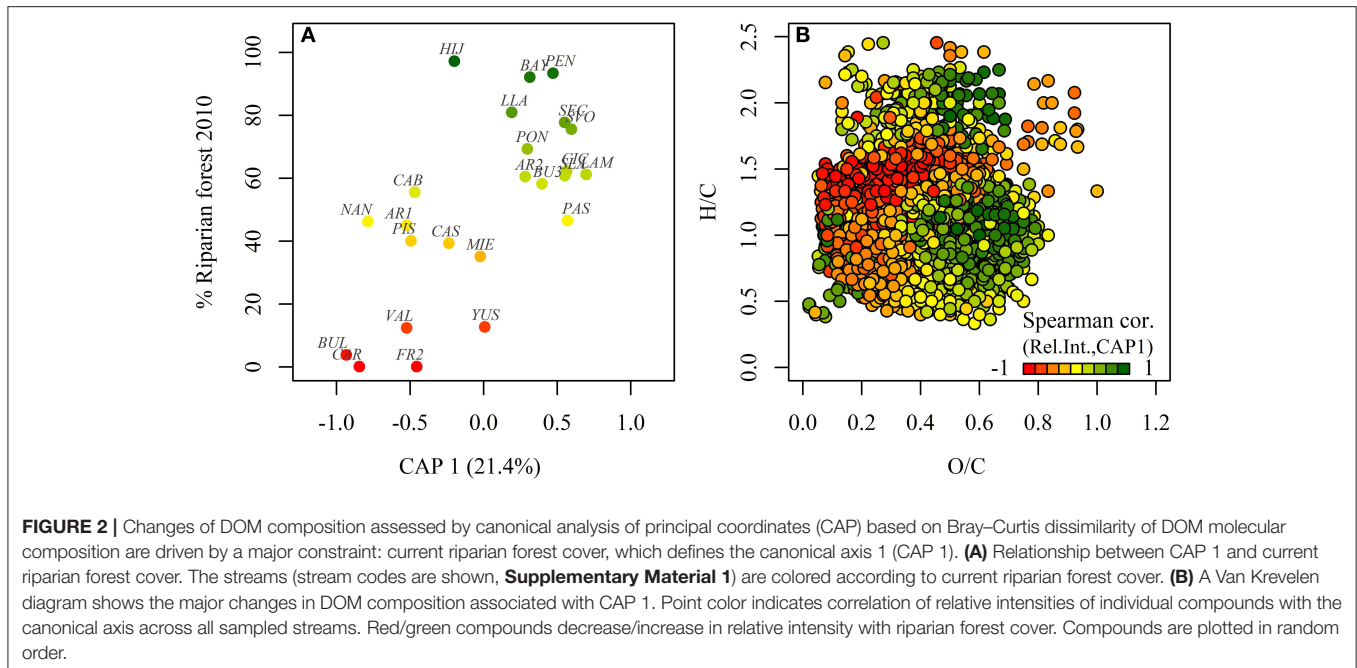 A
% Riparian forest 2010
100
80
60
40
20
0
HIJ
BAY
PEN
LLA
SEC
SVO
PON
AR2
BU3
CAM
CAB
NAN
AR1
PIS
PAS
CAS
MIE
VAL
YUS
BUL
FR2
-1.0
-0.5
0.0
0.5
1.0
CAP 1 (21.4%)
B
H/C
2.5
2.0
1.5
1.0
0.5
0.0
Spearman cor.
(Rel.Int.,CAP1)
-1
1
0.0
0.2
0.4
0.6
0.8
1.0
1.2
O/C
FIGURE 2 | Changes of DOM composition assessed by canonical analysis of principal coordinates (CAP) based on Bray–Curtis dissimilarity of DOM molecular
composition are driven by a major constraint: current riparian forest cover, which defines the canonical axis 1 (CAP 1). (A) Relationship between CAP 1 and current
riparian forest cover. The streams (stream codes are shown, Supplementary Material 1) are colored according to current riparian forest cover. (B) A Van Krevelen
diagram shows the major changes in DOM composition associated with CAP 1. Point color indicates correlation of relative intensities of individual compounds with the
canonical axis across all sampled streams. Red/green compounds decrease/increase in relative intensity with riparian forest cover. Compounds are plotted in random
order.